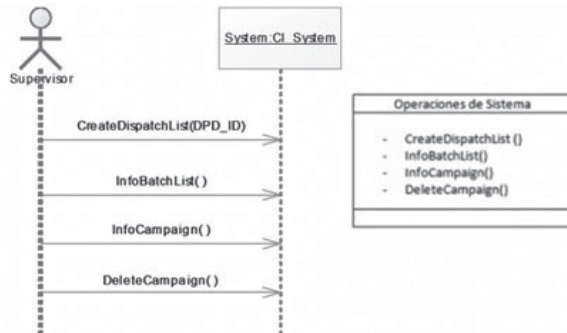 System:CI_System
Supervisor
CreateDispatchList(DPD_ID)
InfoBatchList( )
InfoCampaign( )
DeleteCampaign( )
Operaciones de Sistema
- CreateDispatchList ()
- InfoBatchList()
- InfoCampaign()
- DeleteCampaign()